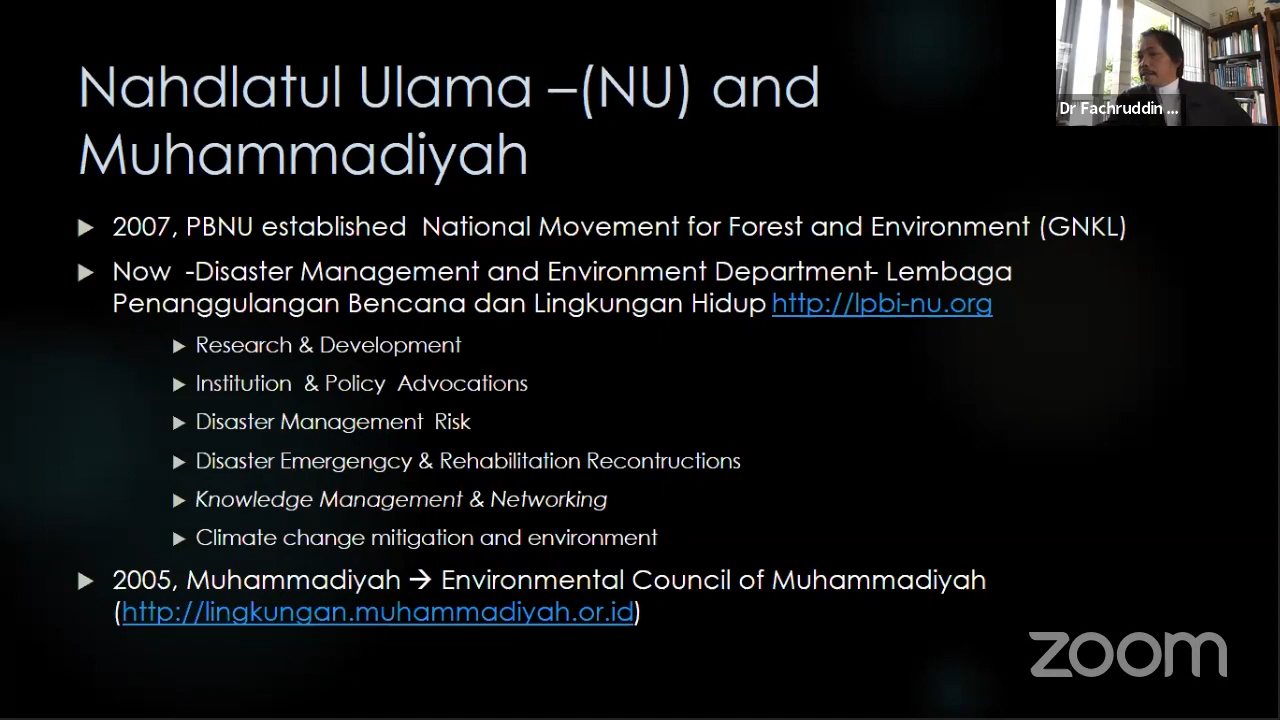 Nahdlatul Ulama –(NU) and
Muhammadiyah
Dr Fachruddin ...
► 2007, PBNU established National Movement for Forest and Environment (GNKL)
► Now -Disaster Management and Environment Department- Lembaga
Penanggulangan Bencana dan Lingkungan Hidup http://lpbi-nu.org
► Research & Development
► Institution & Policy Advocations
► Disaster Management Risk
► Disaster Emergengcy & Rehabilitation Recontructions
► Knowledge Management & Networking
► Climate change mitigation and environment
► 2005, Muhammadiyah → Environmental Council of Muhammadiyah
(http://lingkungan.muhammadiyah.or.id)
zoom